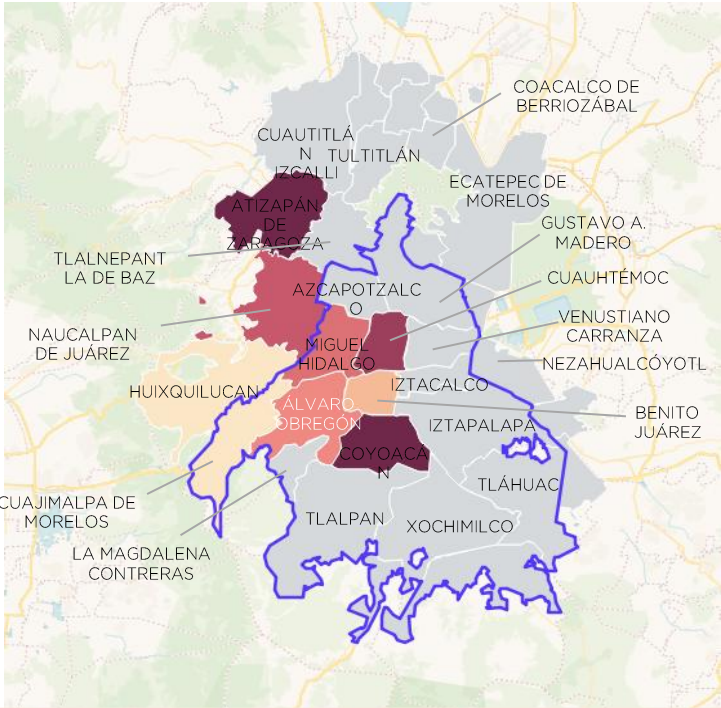 COACALCO DE
BERRIOZÁBAL
CUAUTITLÁ
N
IZCALLI
TULTITLÁN
ECATEPEC DE
MORELOS
ATIZAPÁN
DE
ZARAGOZA
GUSTAVO A.
MADERO
TLALNEPANT
LA DE BAZ
CUAUHTÉMOC
AZCAPOTZALC
O
VENUSTIANO
CARRANZA
NAUCALPAN
DE JUÁREZ
MIGUEL
HIDALGO
NEZAHUALCÓYOTL
HUIXQUILUCAN
IZTACALCO
ÁLVARO
OBREGÓN
BENITO
JUÁREZ
IZTAPALAPA
COYOACA
N
TLÁHUAC
CUAJIMALPA DE
MORELOS
TLALPAN
XOCHIMILCO
LA MAGDALENA
CONTRERAS